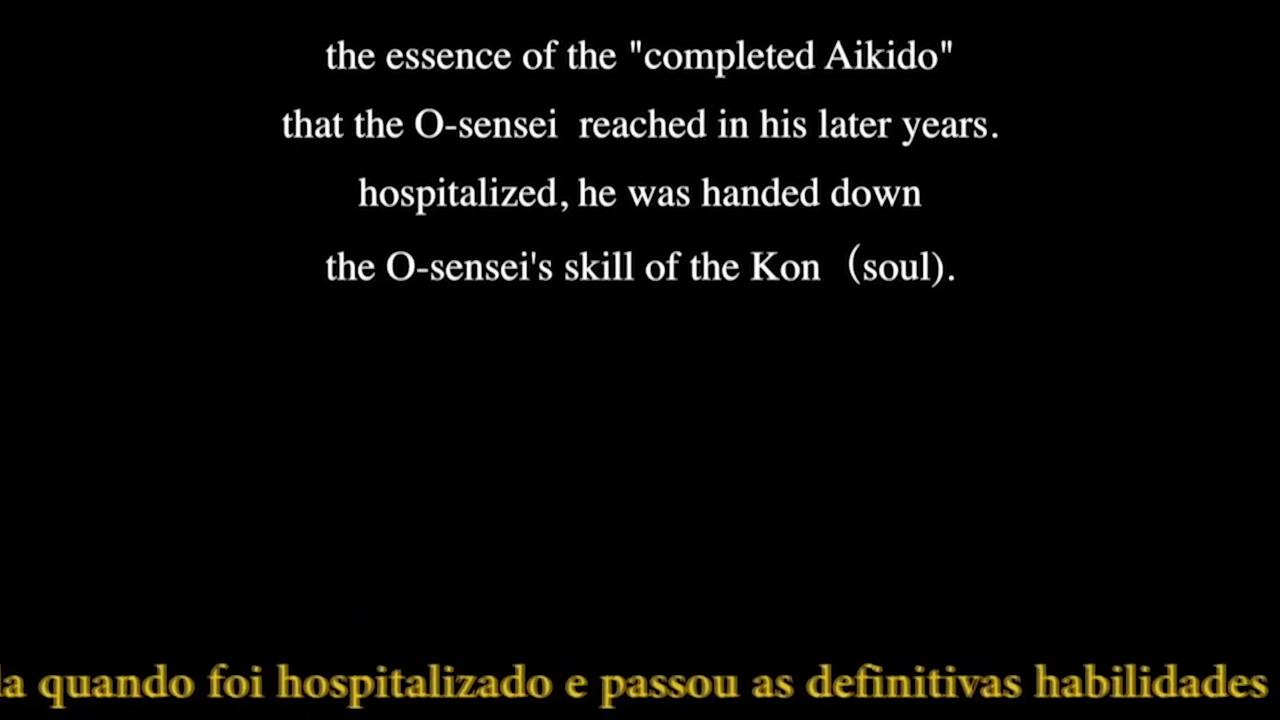 the essence of the "completed Aikido"
that the O-sensei  reached in his later years.
hospitalized, he was handed down
the O-sensei's skill of the Kon（soul).
quando foi hospitalizado e passou as definitivas habilidades